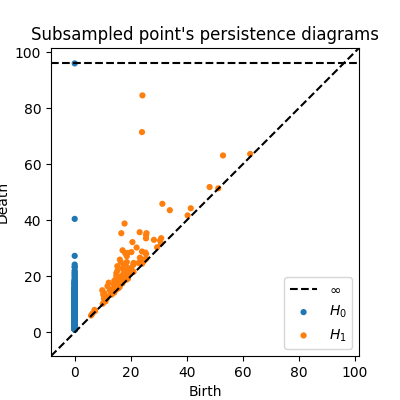 Subsampled point's persistence diagrams
100
80
60
40
20
0
Death
0 20 40 60 80 100
Birth
∞
H₀
H₁